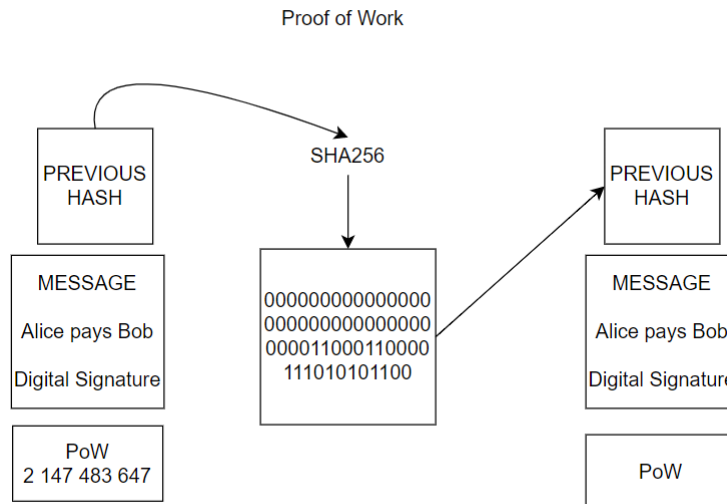 Proof of Work
PREVIOUS
HASH
MESSAGE
Alice pays Bob
Digital Signature
PoW
2 147 483 647
SHA256
000000000000000
000000000000000
000011000110000
111010101100
PREVIOUS
HASH
MESSAGE
Alice pays Bob
Digital Signature
PoW